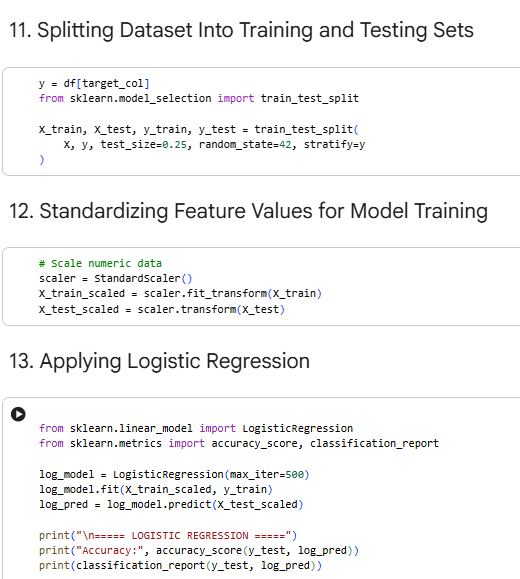 11. Splitting Dataset Into Training and Testing Sets
y = df[target_col]
from sklearn.model_selection import train_test_split
X_train, X_test, y_train, y_test = train_test_split(
    X, y, test_size=0.25, random_state=42, stratify=y
)
12. Standardizing Feature Values for Model Training
# Scale numeric data
scaler = StandardScaler()
X_train_scaled = scaler.fit_transform(X_train)
X_test_scaled = scaler.transform(X_test)
13. Applying Logistic Regression
from sklearn.linear_model import LogisticRegression
from sklearn.metrics import accuracy_score, classification_report
log_model = LogisticRegression(max_iter=500)
log_model.fit(X_train_scaled, y_train)
log_pred = log_model.predict(X_test_scaled)
print("\n===== LOGISTIC REGRESSION =====")
print("Accuracy:", accuracy_score(y_test, log_pred))
print(classification_report(y_test, log_pred))